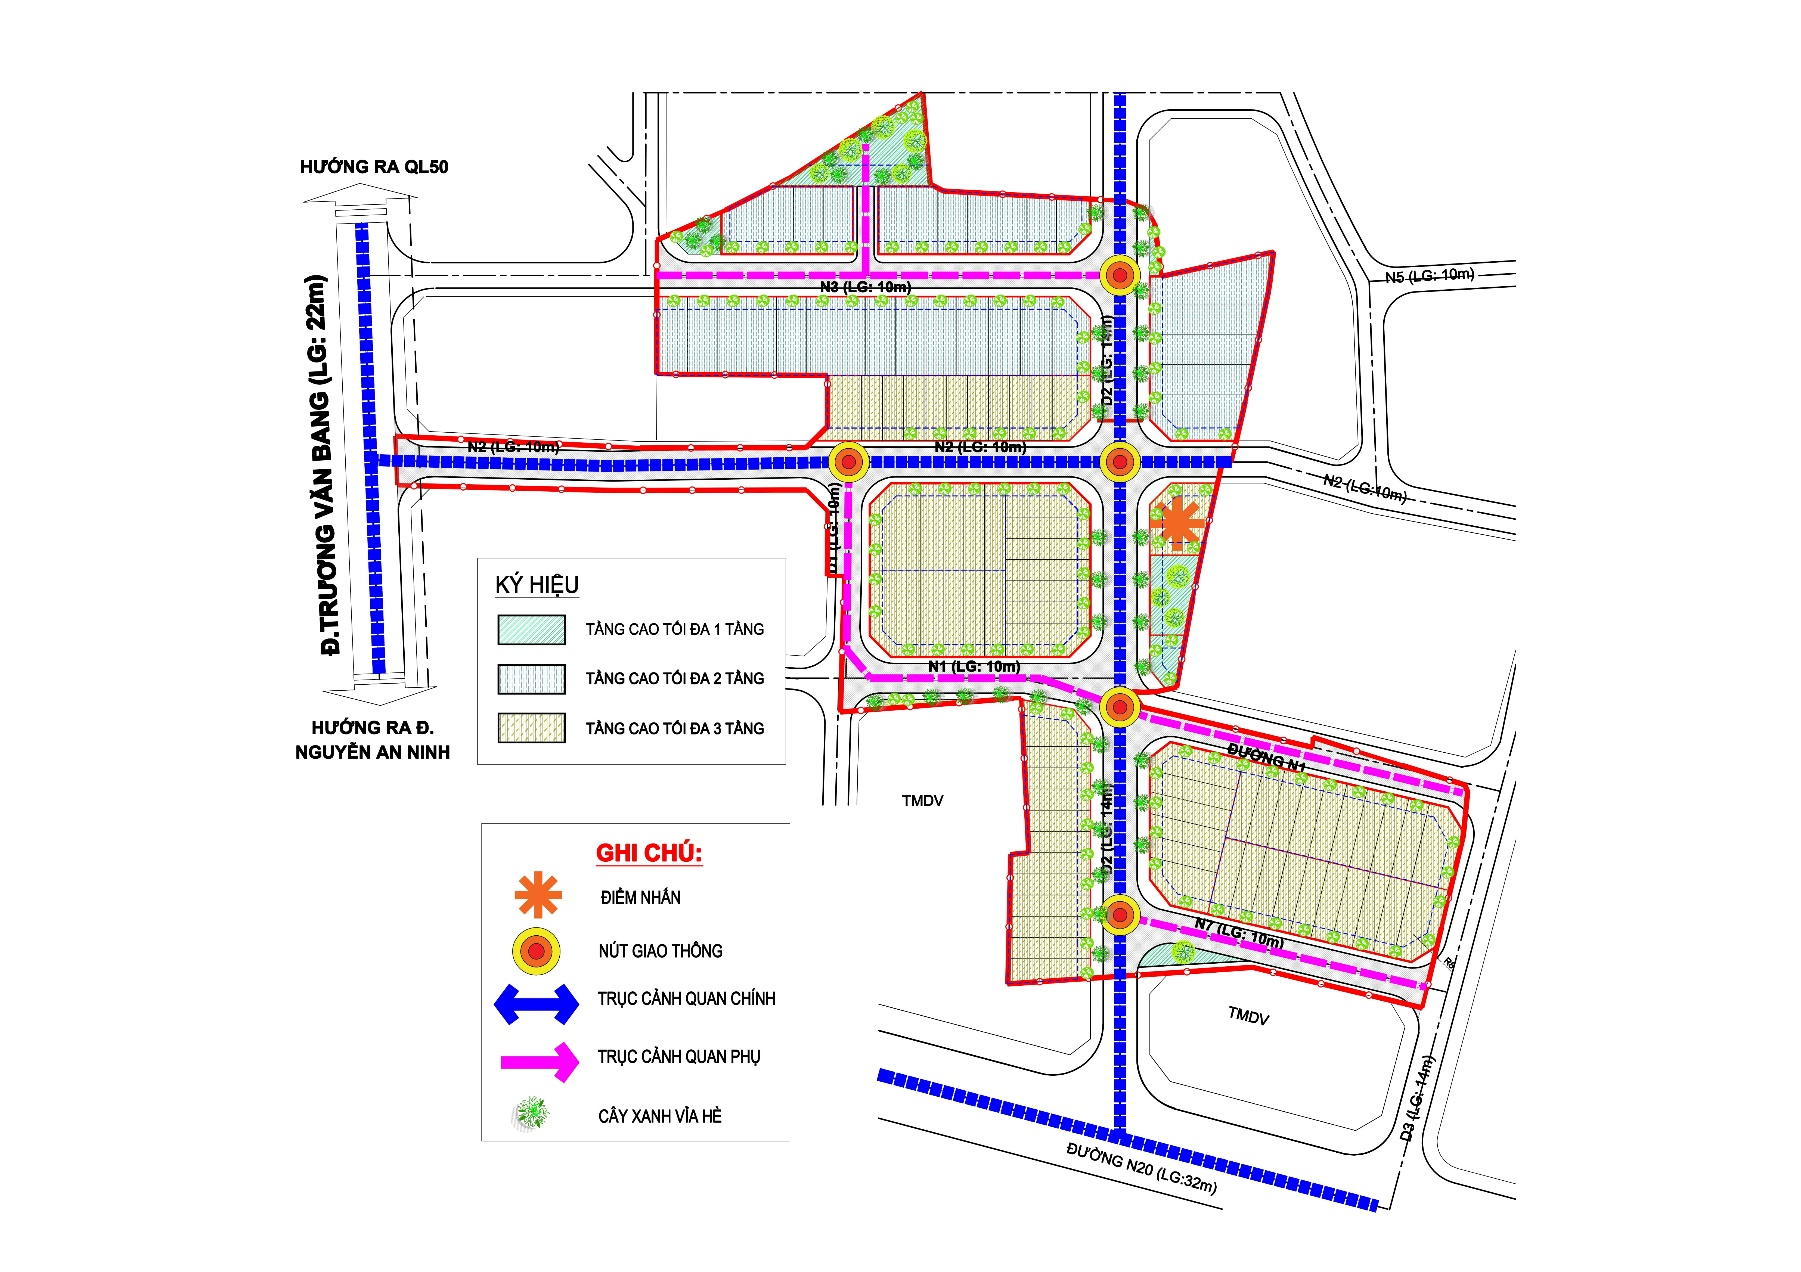 HƯỚNG RA QL50
Đ.TRƯƠNG VĂN BANG (LG: 22m)
HƯỚNG RA Đ.
NGUYỄN AN NINH
N3 (LG: 10m)
N5 (LG: 10m)
D2 (LG: 14m)
N2 (LG: 10m)
N2 (LG: 10m)
N2 (LG:10m)
D1 (LG: 10m)
N1 (LG: 10m)
ĐƯỜNG N1
D2 (LG: 14m)
N7 (LG: 10m)
R8
TMDV
TMDV
D3 (LG: 14m)
ĐƯỜNG N20 (LG:32m)
KÝ HIỆU
TẦNG CAO TỐI ĐA 1 TẦNG
TẦNG CAO TỐI ĐA 2 TẦNG
TẦNG CAO TỐI ĐA 3 TẦNG
GHI CHÚ:
ĐIỂM NHẤN
NÚT GIAO THÔNG
TRỤC CẢNH QUAN CHÍNH
TRỤC CẢNH QUAN PHỤ
CÂY XANH VỈA HÈ